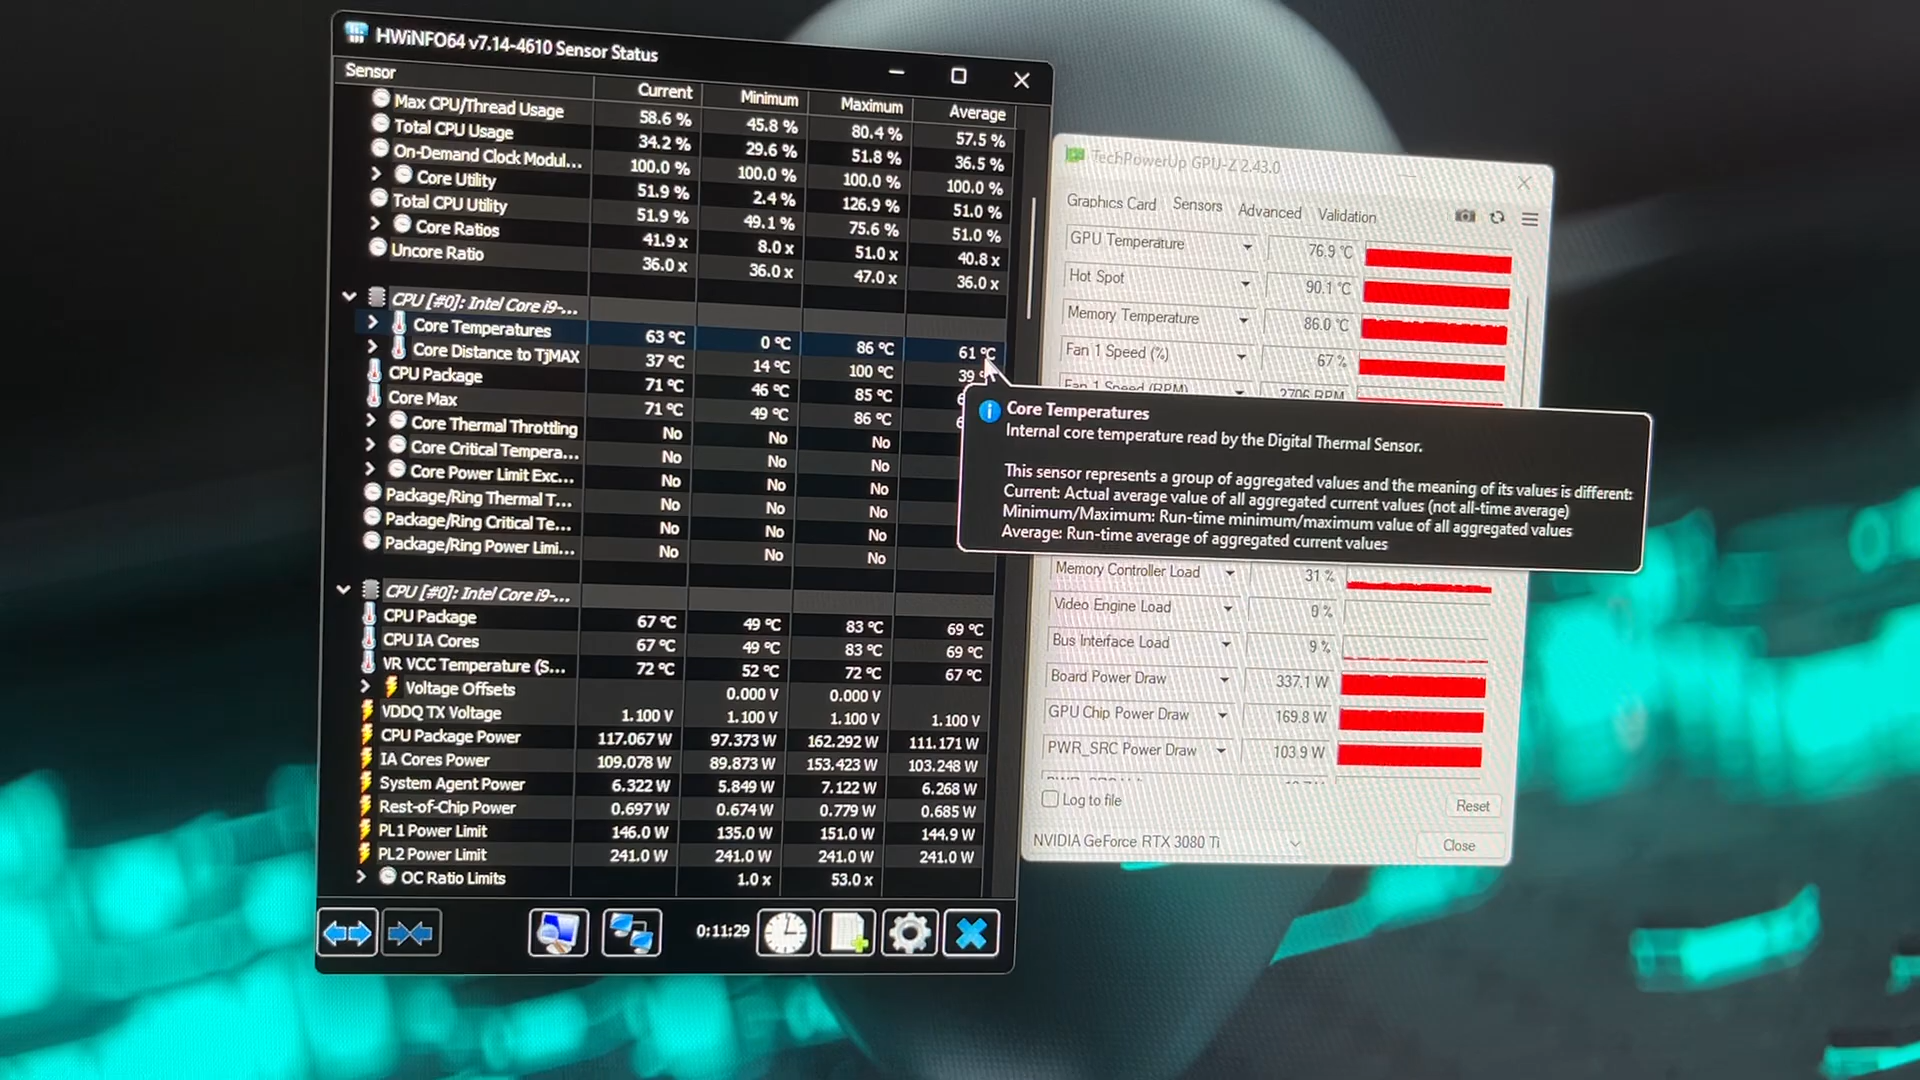 HWiNFO64 v7.14-4610 Sensor Status
Sensor Current Minimum Maximum Average
Max CPU/Thread Usage 58.6 % 45.8 % 80.4 % 57.5 %
Total CPU Usage 34.2 % 29.6 % 51.8 % 36.5 %
On-Demand Clock Modul... 100.0 % 100.0 % 100.0 % 100.0 %
Core Utility 51.9 % 2.4 % 126.9 % 51.0 %
Total CPU Utility 51.9 % 49.1 % 75.6 % 51.0 %
Core Ratios 41.9 x 8.0 x 51.0 x 40.8 x
Uncore Ratio 36.0 x 36.0 x 47.0 x 36.0 x
CPU [#0]: Intel Core i9-...
Core Temperatures 63 °C 0 °C 86 °C 61 °C
Core Distance to TjMAX 37 °C 14 °C 100 °C 39
CPU Package 71 °C 46 °C 85 °C
Core Max 71 °C 49 °C 86 °C
Core Thermal Throttling No No No
Core Critical Tempera... No No No
Core Power Limit Exc... No No No
Package/Ring Thermal T... No No No
Package/Ring Critical Te... No No No
Package/Ring Power Limi... No No No
CPU [#0]: Intel Core i9-...
CPU Package 67 °C 49 °C 83 °C 69 °C
CPU IA Cores 67 °C 49 °C 83 °C 69 °C
VR VCC Temperature (S... 72 °C 52 °C 72 °C 67 °C
Voltage Offsets 0.000 V 0.000 V
VDDQ TX Voltage 1.100 V 1.100 V 1.100 V 1.100 V
CPU Package Power 117.067 W 97.373 W 162.292 W 111.171 W
IA Cores Power 109.078 W 89.873 W 153.423 W 103.248 W
System Agent Power 6.322 W 5.849 W 7.122 W 6.268 W
Rest-of-Chip Power 0.697 W 0.674 W 0.779 W 0.685 W
PL1 Power Limit 146.0 W 135.0 W 151.0 W 144.9 W
PL2 Power Limit 241.0 W 241.0 W 241.0 W 241.0 W
OC Ratio Limits 1.0 x 53.0 x
0:11:29
TechPowerUp GPU-Z 2.43.0
Graphics Card Sensors Advanced Validation
GPU Temperature 76.9 °C
Hot Spot 90.1 °C
Memory Temperature 86.0 °C
Fan 1 Speed (%) 67 %
Fan 1 Speed (RPM) 2706 RPM
Core Temperatures
Internal core temperature read by the Digital Thermal Sensor.
This sensor represents a group of aggregated values and the meaning of its values is different:
Current: Actual average value of all aggregated current values (not all-time average)
Minimum/Maximum: Run-time minimum/maximum value of all aggregated values
Average: Run-time average of aggregated current values
Memory Controller Load 31 %
Video Engine Load 0 %
Bus Interface Load 9 %
Board Power Draw 337.1 W
GPU Chip Power Draw 169.8 W
PWR_SRC Power Draw 103.9 W
Log to file Reset
NVIDIA GeForce RTX 3080 Ti Close